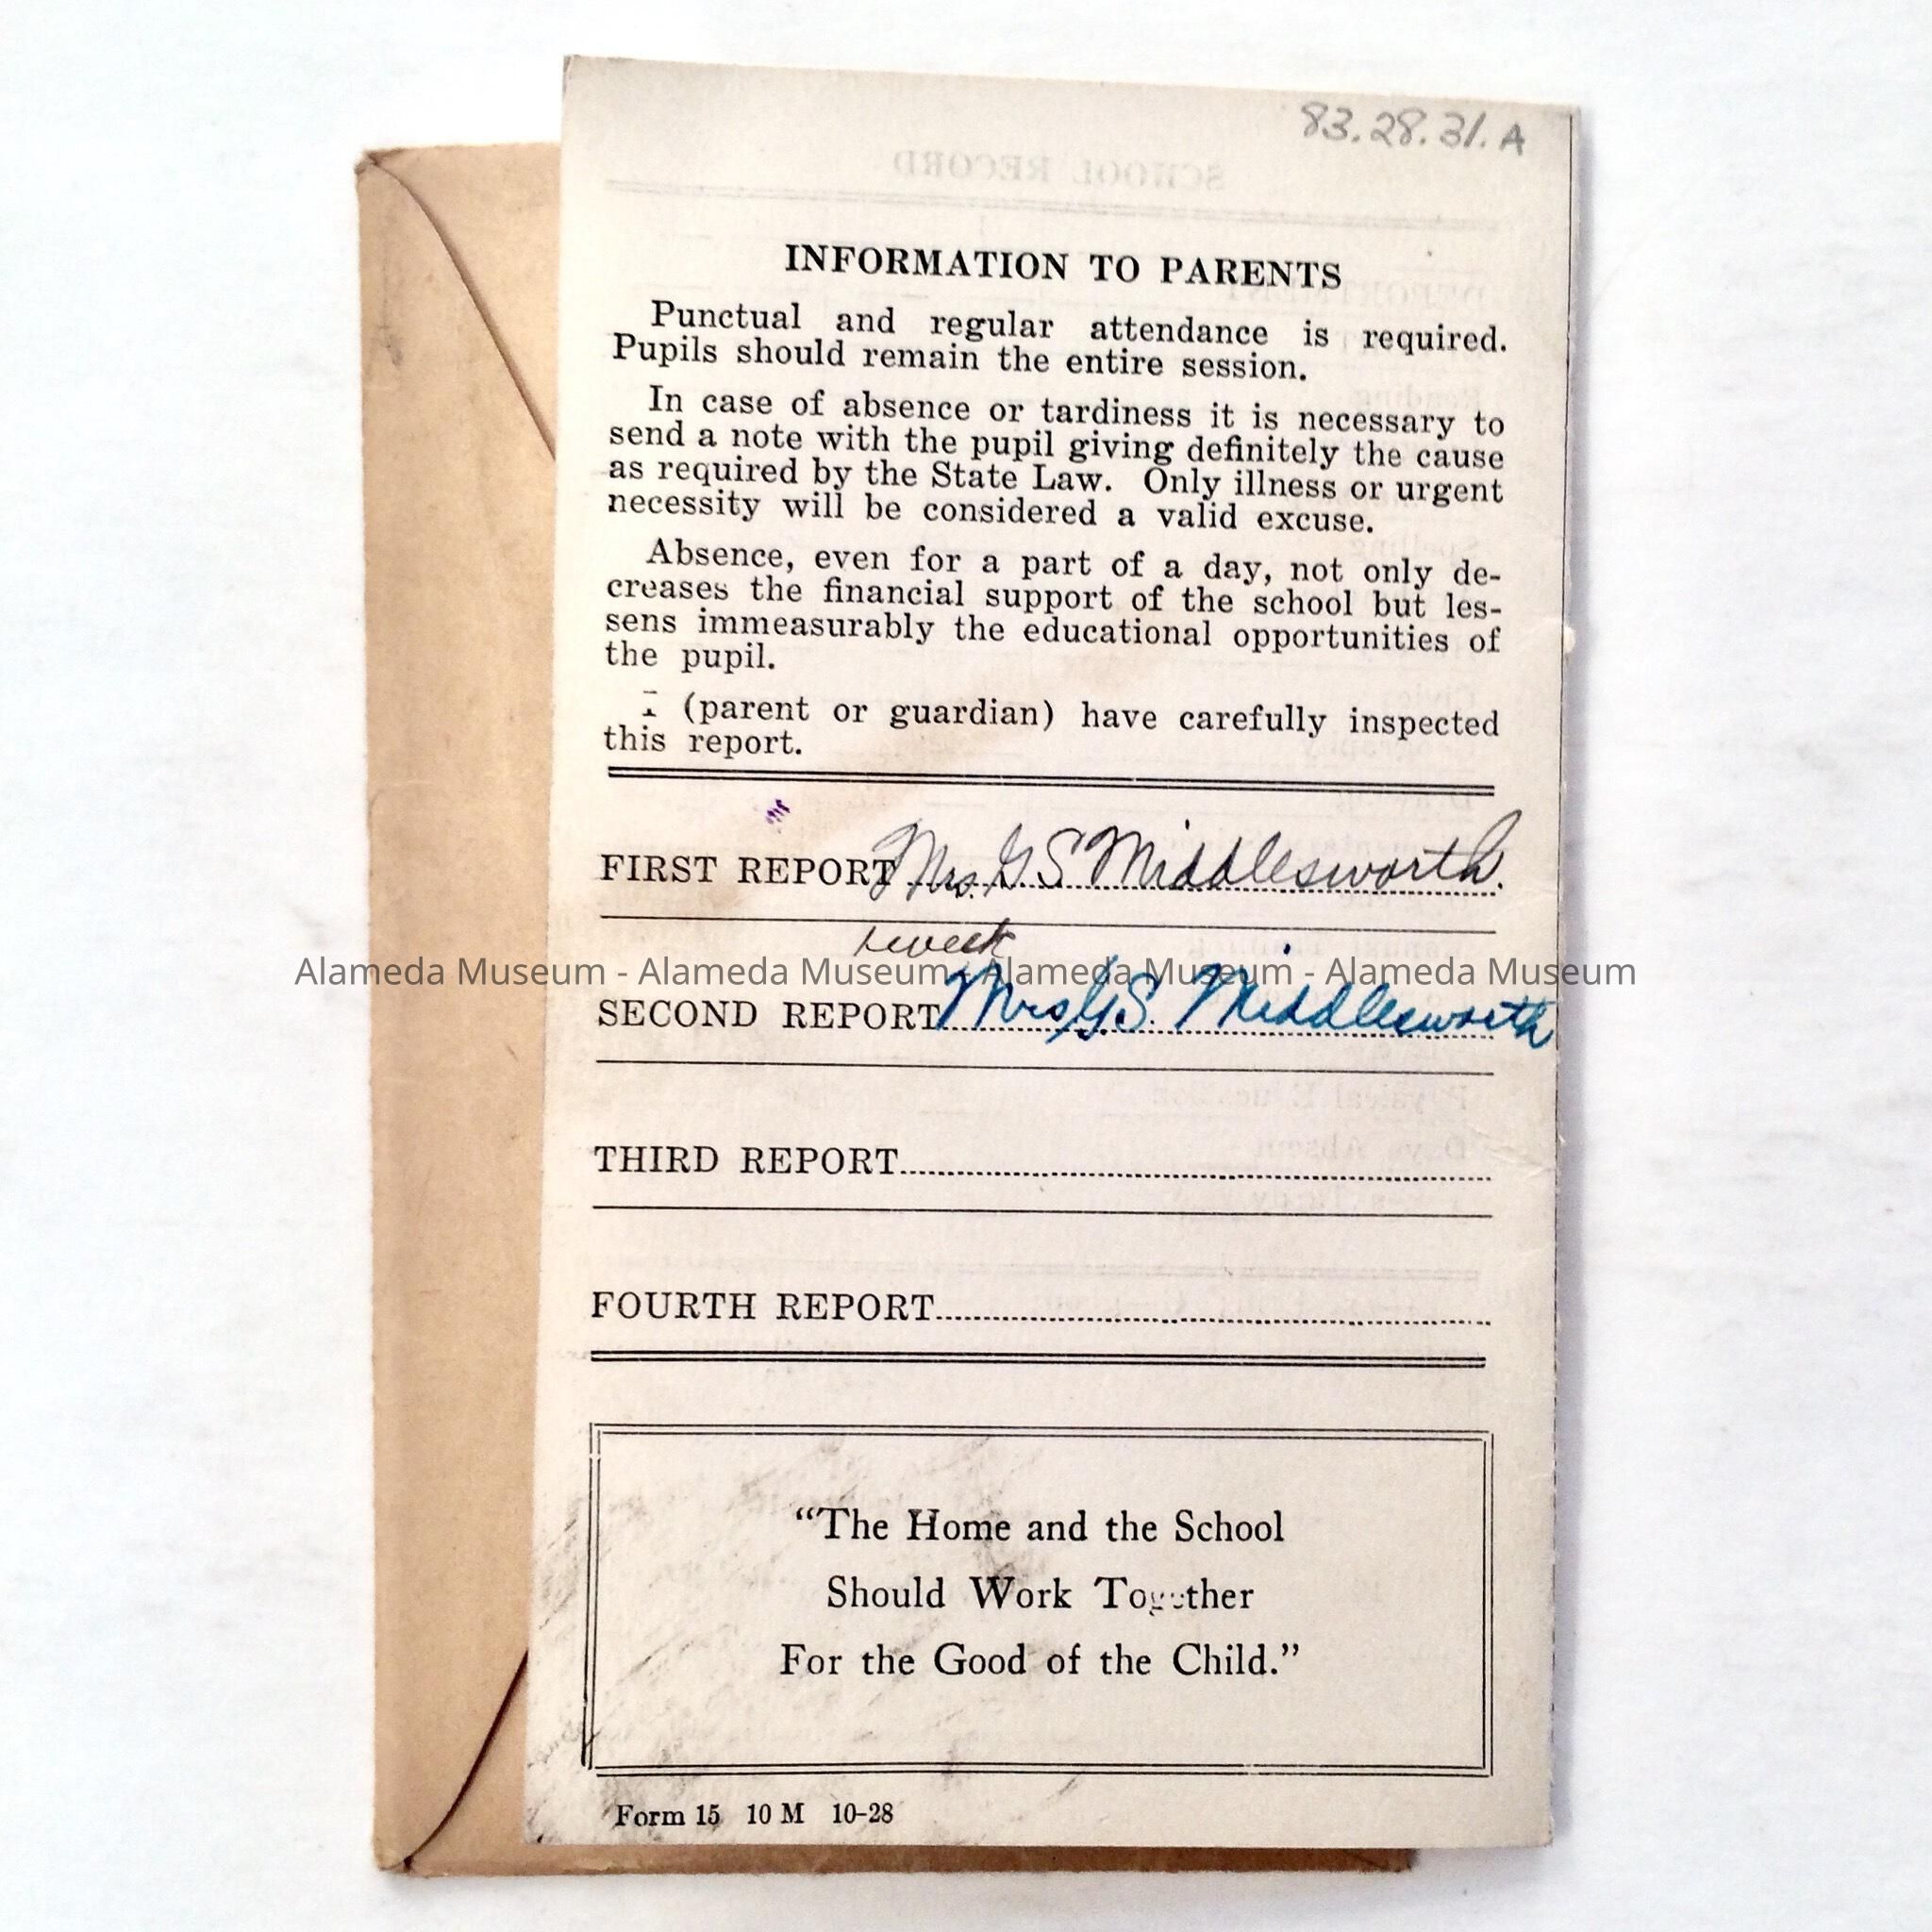 83.28.31.A
SCHOOL RECORD
INFORMATION TO PARENTS
Punctual and regular attendance is required.
Pupils should remain the entire session.
In case of absence or tardiness it is necessary to
send a note with the pupil giving definitely the cause
as required by the State Law. Only illness or urgent
necessity will be considered a valid excuse.
Absence, even for a part of a day, not only de-
creases the financial support of the school but les-
sens immeasurably the educational opportunities of
the pupil.
I (parent or guardian) have carefully inspected
this report.
FIRST REPORT Mrs. G S Middlesworth.
Alameda Museum - Alameda Museum - Alameda Museum - Alameda Museum
SECOND REPORT Mrs G.S. Middlesworth
THIRD REPORT
FOURTH REPORT
"The Home and the School
Should Work Together
For the Good of the Child."
Form 15 10 M 10-28